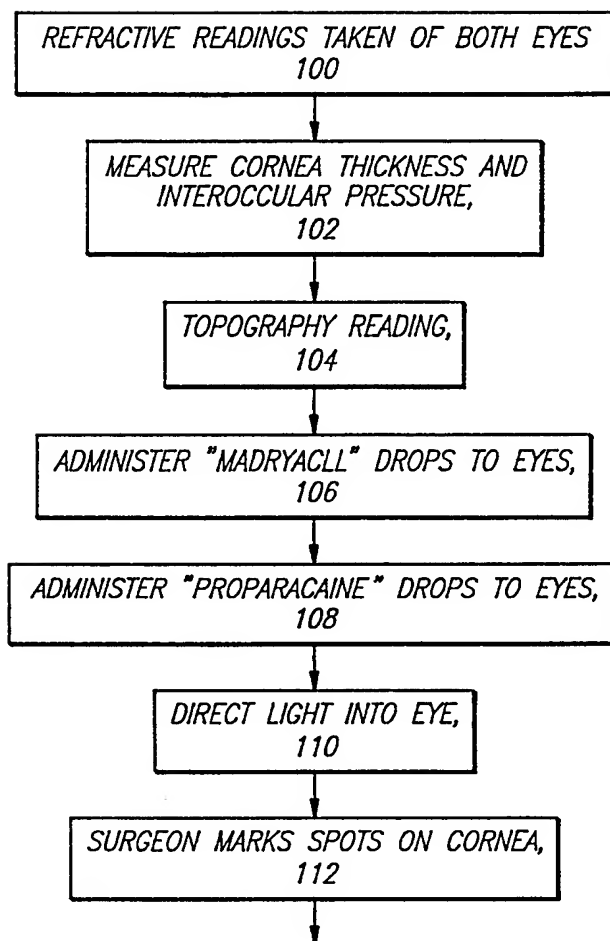 REFRACTIVE READINGS TAKEN OF BOTH EYES
100
MEASURE CORNEA THICKNESS AND
INTEROCCULAR PRESSURE,
102
TOPOGRAPHY READING,
104
ADMINISTER "MADRYACLL" DROPS TO EYES,
106
ADMINISTER "PROPARACAINE" DROPS TO EYES,
108
DIRECT LIGHT INTO EYE,
110
SURGEON MARKS SPOTS ON CORNEA,
112